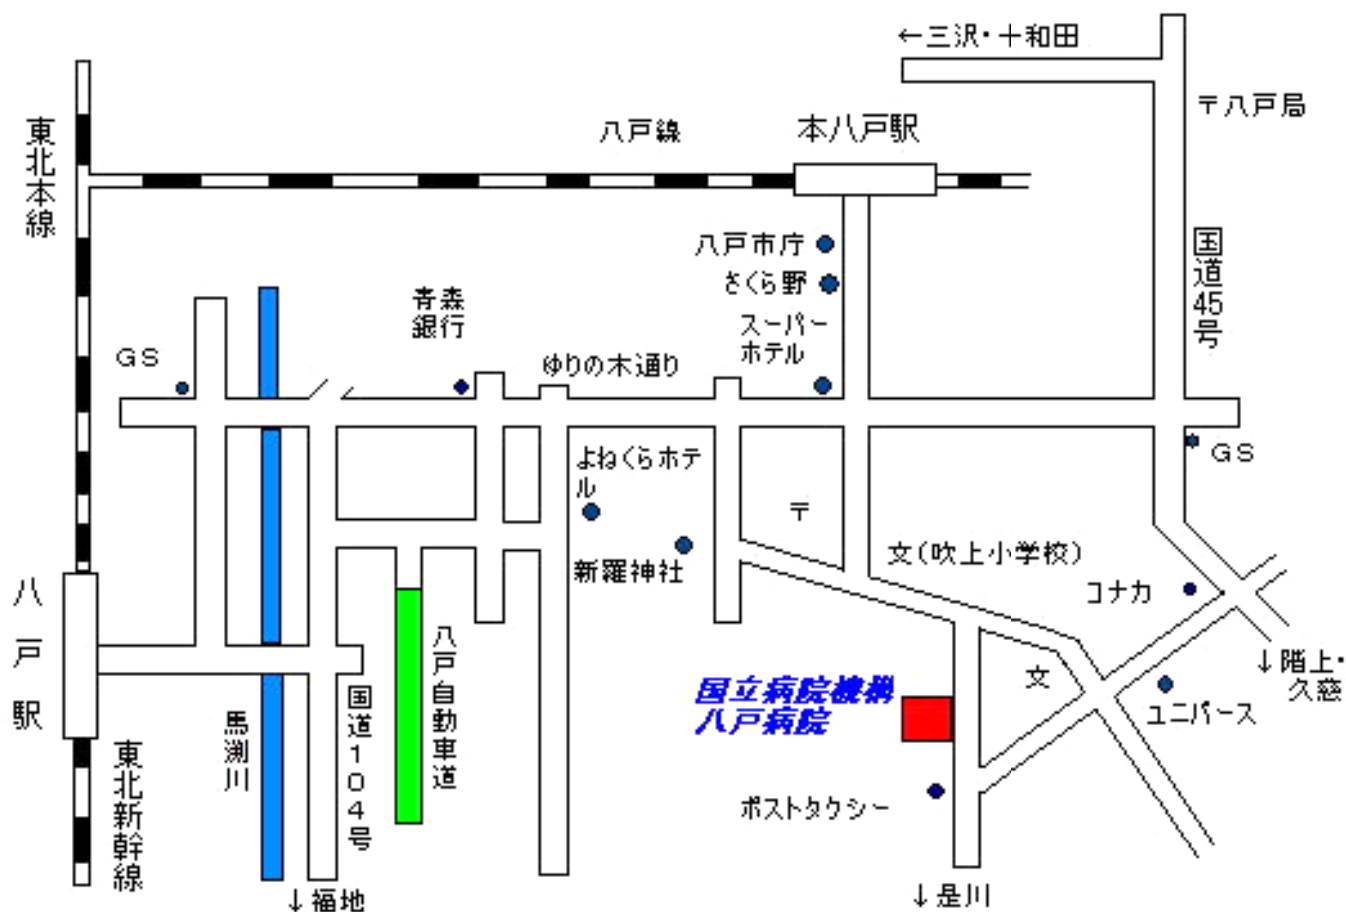 ←三沢・十和田
〒八戸局
八戸線
本八戸駅
東北本線
八戸市庁
さくら野
国道45号
青森
銀行
スーパー
ホテル
GS
ゆりの木通り
GS
よねくらホテ
ル
〒
文(吹上小学校)
新羅神社
コナカ
八戸駅
八戸自動車道
↓階上・
久慈
文
国立病院機構
八戸病院
ユニバース
国道104号
馬渕川
東北新幹線
ポストタクシー
↓福地
↓是川